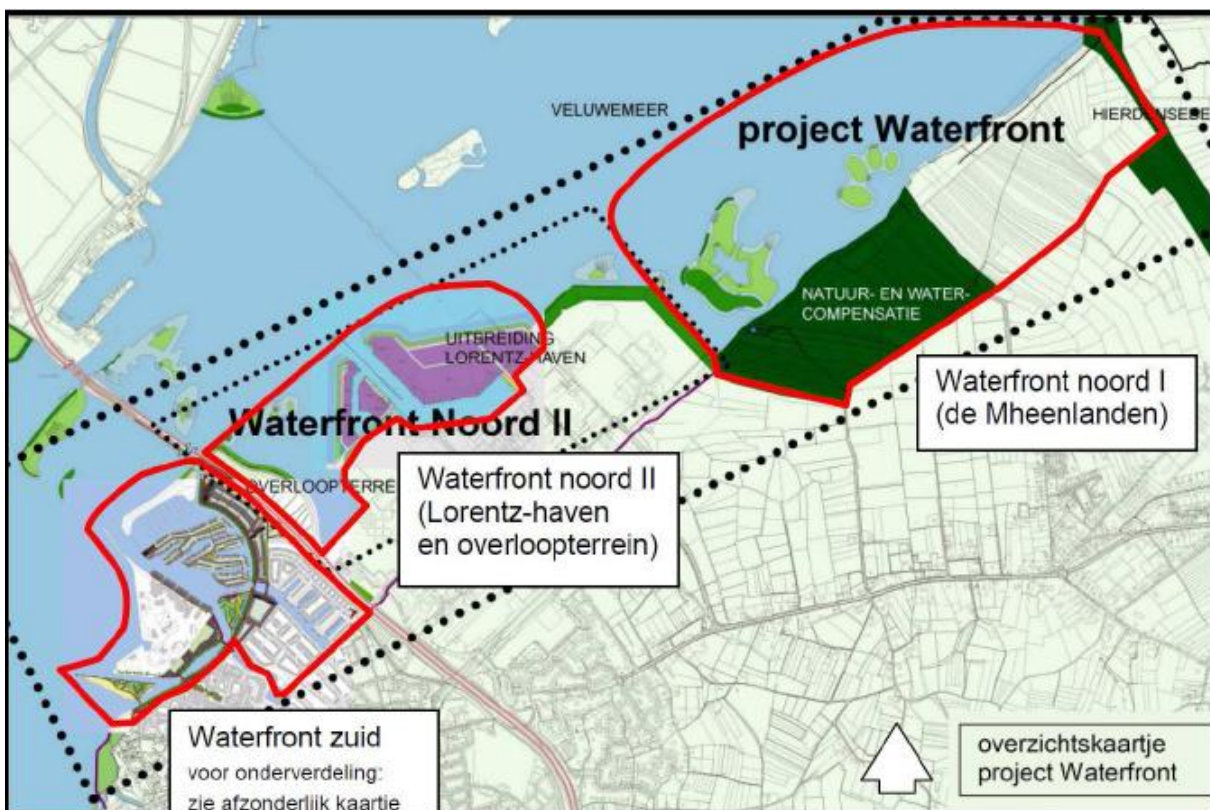 VELUWEMEER
project Waterfront
HIERDENSEBE
NATUUR- EN WATER-
COMPENSATIE
UITBREIDING
LORENTZ-HAVEN
Waterfront noord I
(de Mheenlanden)
Waterfront Noord II
OVERLOOPTERRE
Waterfront noord II
(Lorentz-haven
en overloopterrein)
Waterfront zuid
voor onderverdeling:
zie afzonderlijk kaartje
overzichtskaartje
project Waterfront